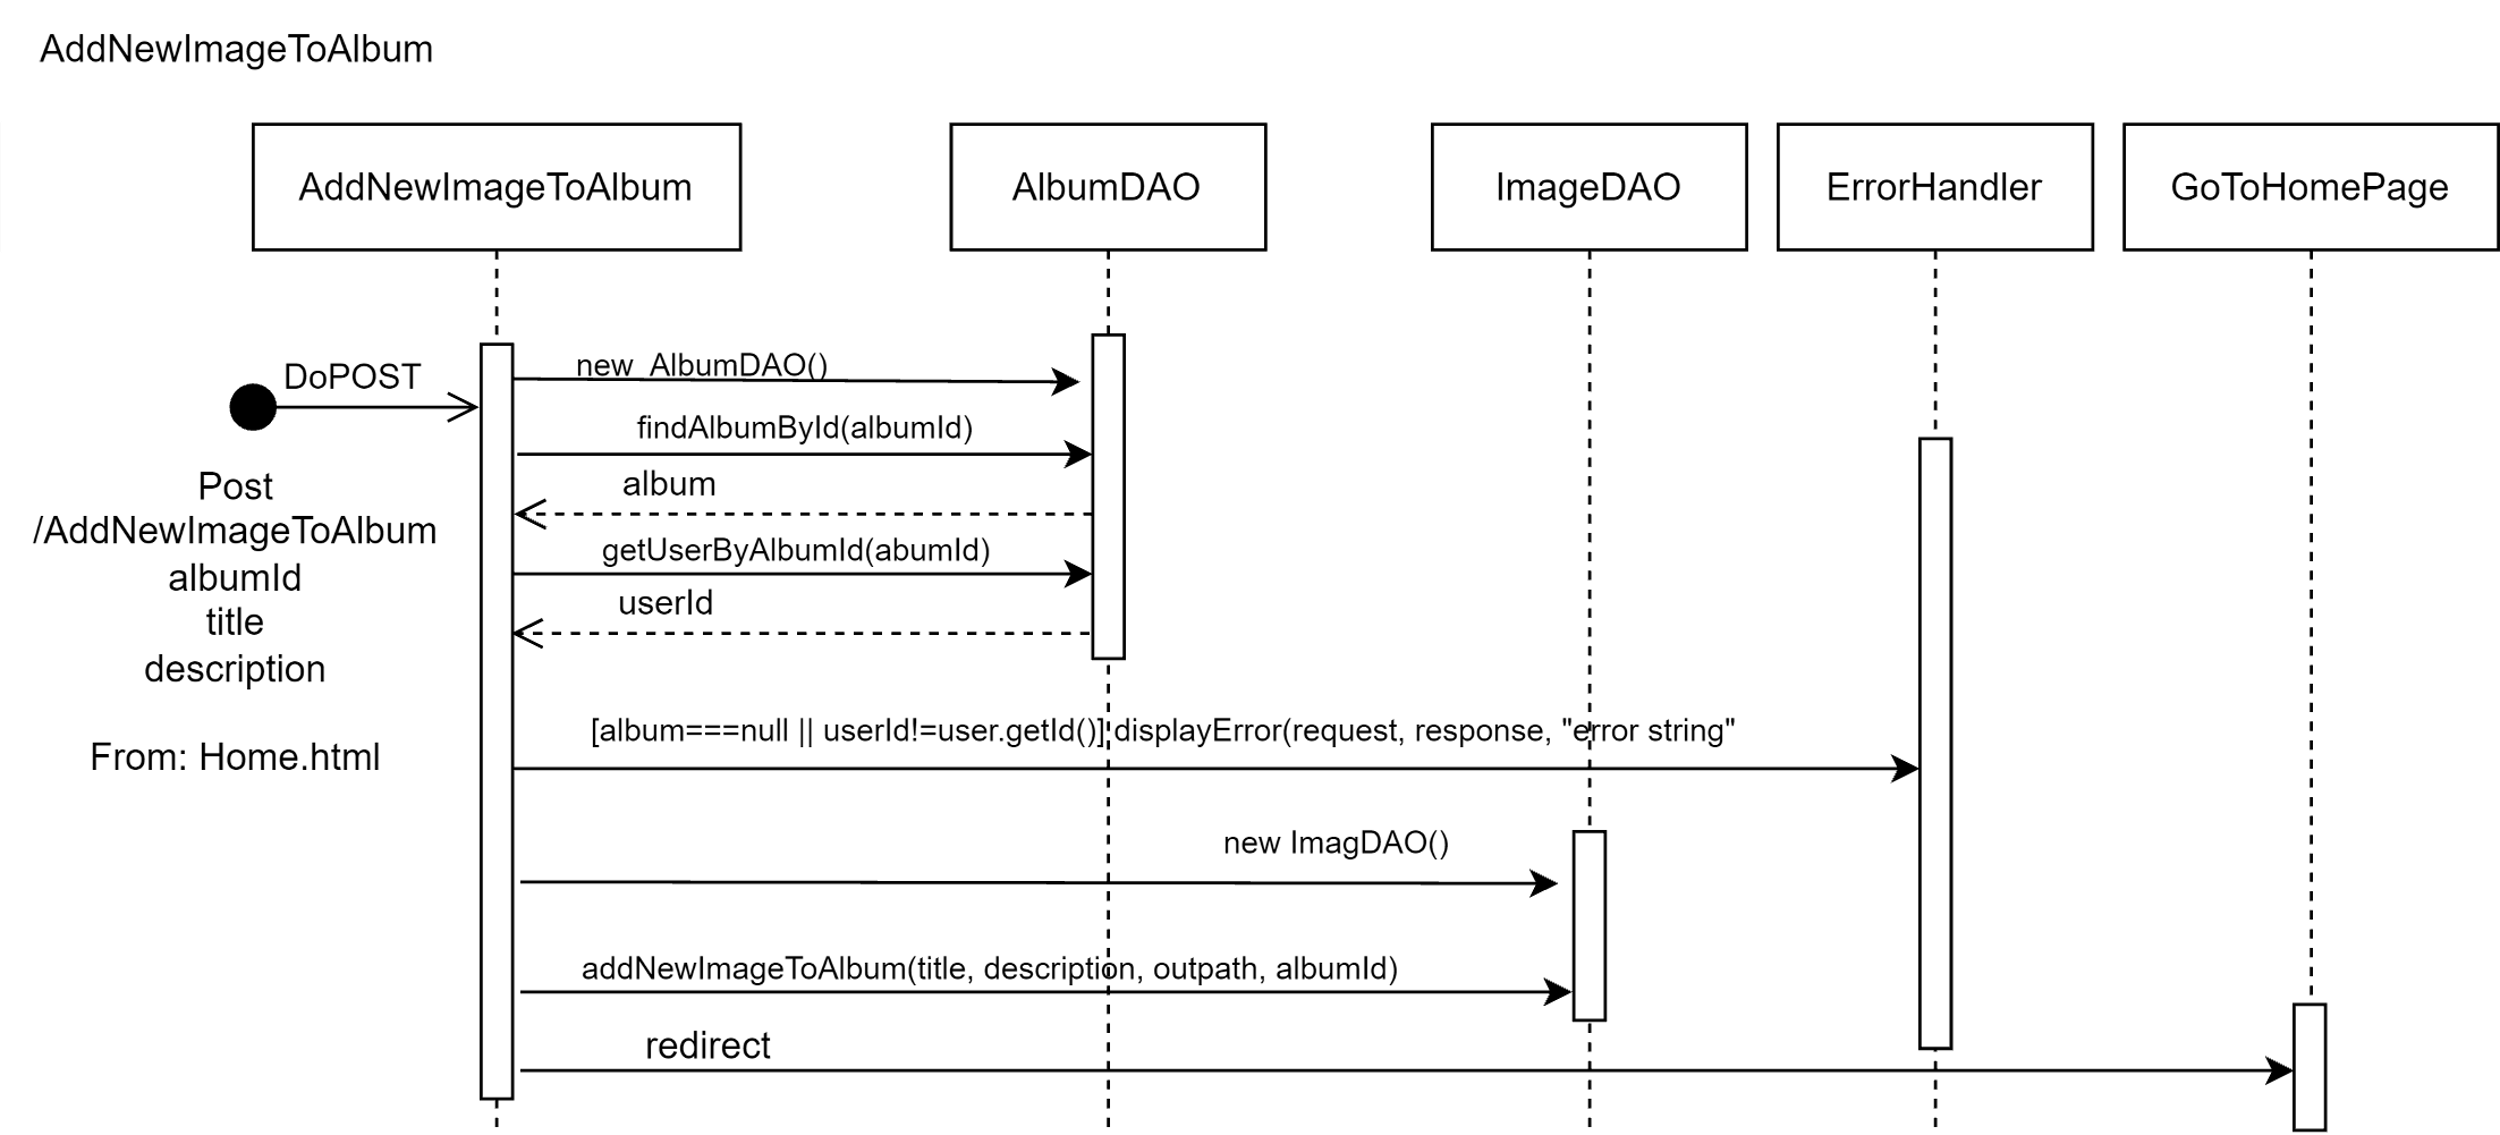 AddNewImageToAlbum
AddNewImageToAlbum
AlbumDAO
ImageDAO
ErrorHandler
GoToHomePage
DoPOST
Post
/AddNewImageToAlbum
albumId
title
description
From: Home.html
new  AlbumDAO()
findAlbumById(albumId)
album
getUserByAlbumId(abumId)
userId
[album===null || userId!=user.getId()] displayError(request, response, "error string"
new ImagDAO()
addNewImageToAlbum(title, description, outpath, albumId)
redirect